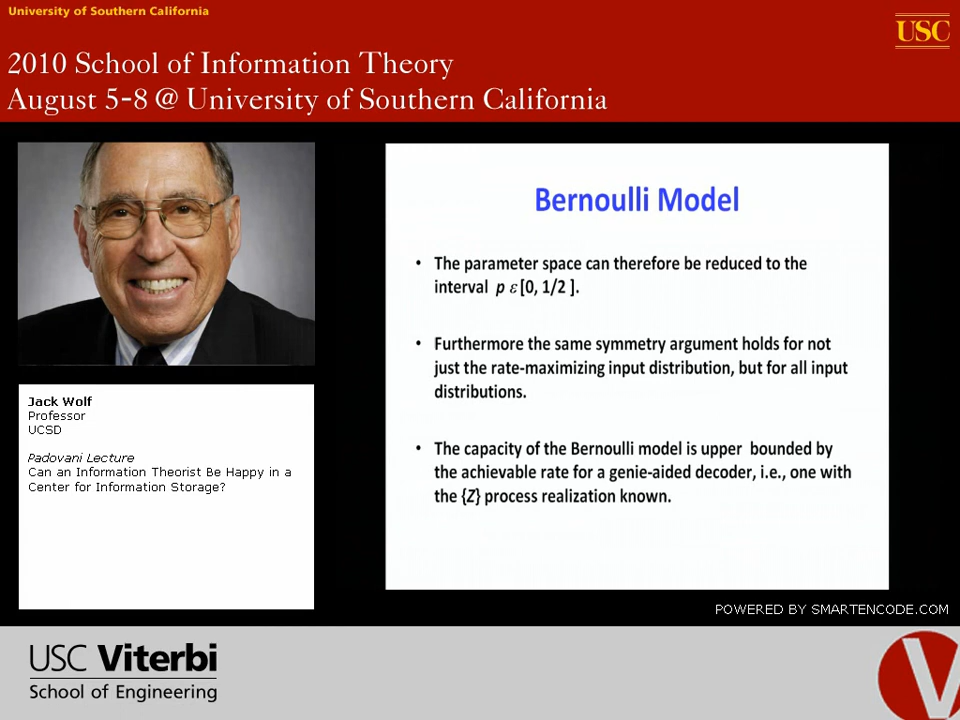 University of Southern California
USC
2010 School of Information Theory
August 5-8 @ University of Southern California
Jack Wolf
Professor
UCSD
Padovani Lecture
Can an Information Theorist Be Happy in a
Center for Information Storage?
Bernoulli Model
• The parameter space can therefore be reduced to the
interval p ε [0, 1/2 ].
• Furthermore the same symmetry argument holds for not
just the rate-maximizing input distribution, but for all input
distributions.
• The capacity of the Bernoulli model is upper bounded by
the achievable rate for a genie-aided decoder, i.e., one with
the {Z} process realization known.
POWERED BY SMARTENCODE.COM
USC Viterbi
School of Engineering
V